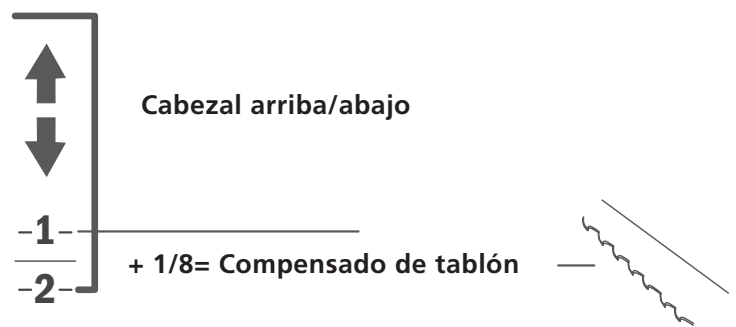 Cabezal arriba/abajo
-1-
+ 1/8= Compensado de tablón
-2-